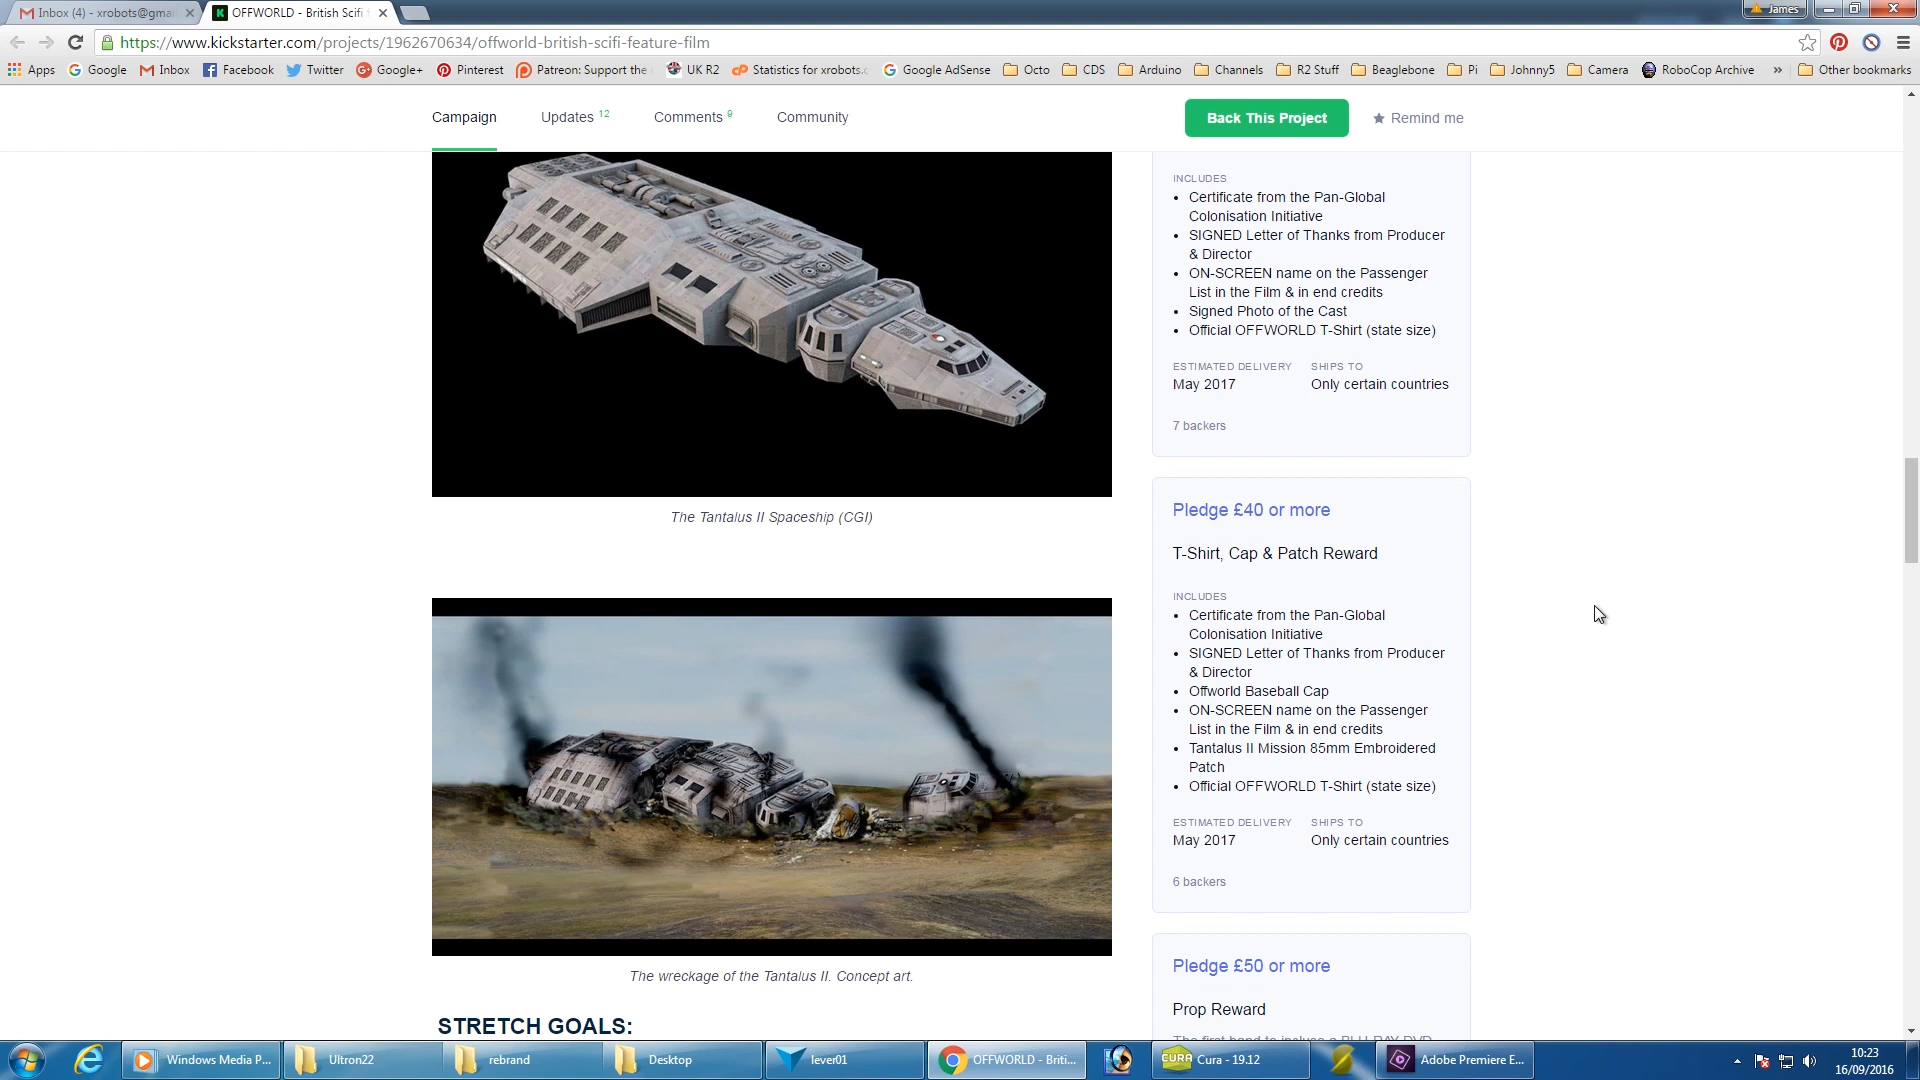 Inbox (4) - xrobots@gma
OFFWORLD - British Scifi
James
https://www.kickstarter.com/projects/1962670634/offworld-british-scifi-feature-film
Apps
Google
Inbox
Facebook
Twitter
Google+
Pinterest
Patreon: Support the
UK R2
Statistics for xrobots.c
Google AdSense
Octo
CDS
Arduino
Channels
R2 Stuff
Beaglebone
Pi
Johnny5
Camera
RoboCop Archive
»
Other bookmarks
Campaign
Updates 12
Comments 9
Community
Back This Project
Remind me
INCLUDES
• Certificate from the Pan-Global
Colonisation Initiative
• SIGNED Letter of Thanks from Producer
& Director
• ON-SCREEN name on the Passenger
List in the Film & in end credits
• Signed Photo of the Cast
• Official OFFWORLD T-Shirt (state size)
ESTIMATED DELIVERY
SHIPS TO
May 2017
Only certain countries
7 backers
The Tantalus II Spaceship (CGI)
Pledge £40 or more
T-Shirt, Cap & Patch Reward
INCLUDES
• Certificate from the Pan-Global
Colonisation Initiative
• SIGNED Letter of Thanks from Producer
& Director
• Offworld Baseball Cap
• ON-SCREEN name on the Passenger
List in the Film & in end credits
• Tantalus II Mission 85mm Embroidered
Patch
• Official OFFWORLD T-Shirt (state size)
ESTIMATED DELIVERY
SHIPS TO
May 2017
Only certain countries
6 backers
The wreckage of the Tantalus II. Concept art.
Pledge £50 or more
Prop Reward
STRETCH GOALS:
Windows Media P...
Ultron22
rebrand
Desktop
lever01
OFFWORLD - Briti...
CURA
Cura - 19.12
Adobe Premiere E...
10:23
16/09/2016